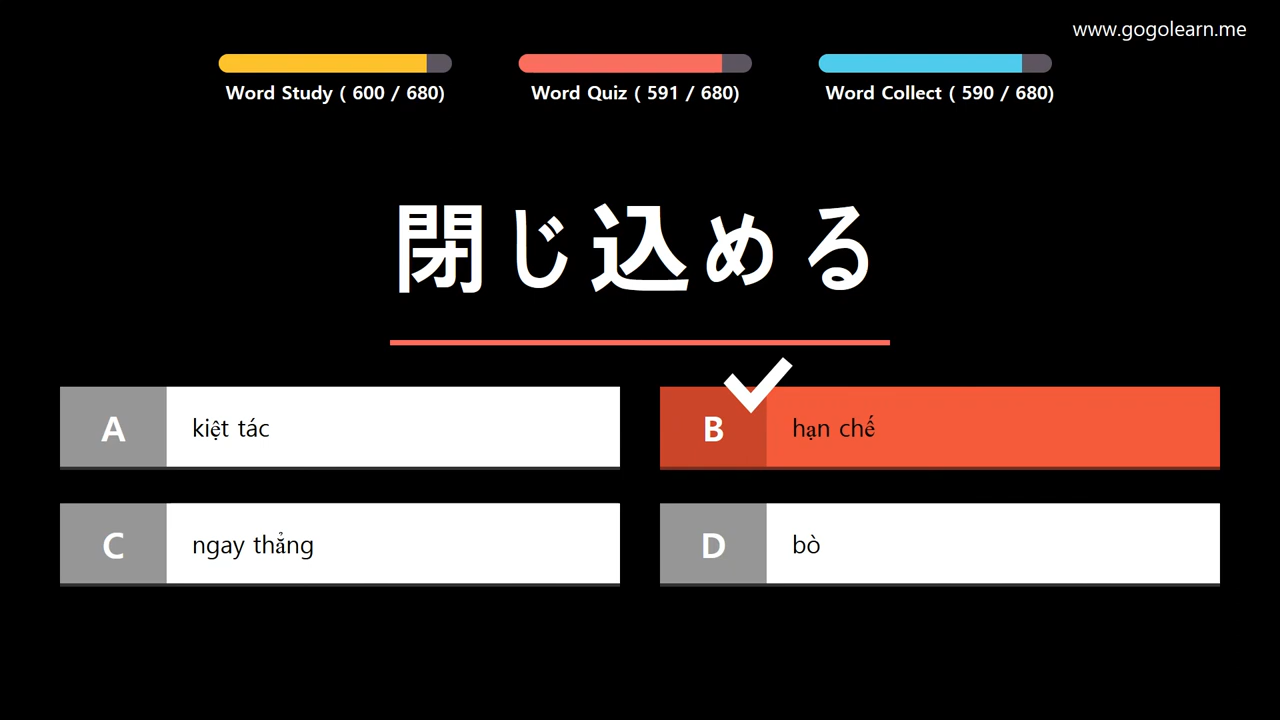 www.gogolearn.me
Word Study ( 600 / 680)
Word Quiz ( 591 / 680)
Word Collect ( 590 / 680)
閉じ込める
A
kiệt tác
B
hạn chế
C
ngay thẳng
D
bò